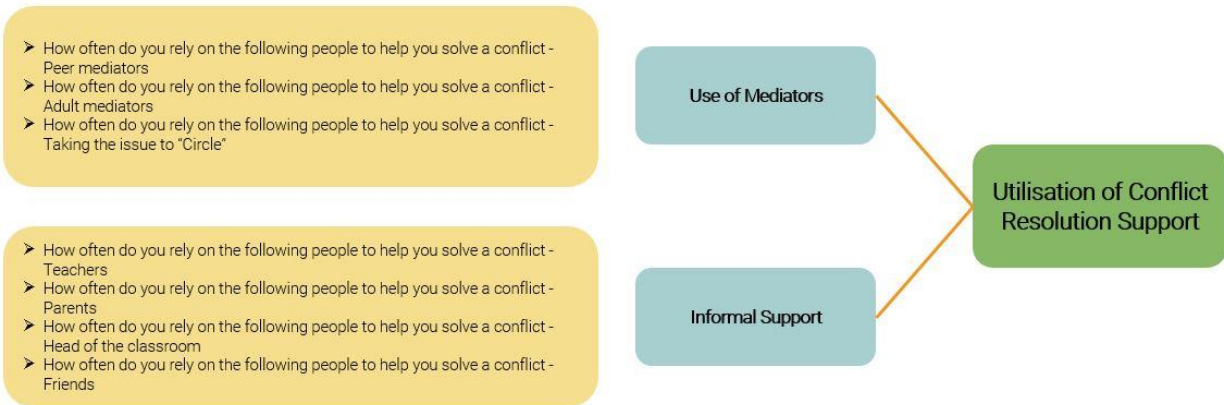 ➤ How often do you rely on the following people to help you solve a conflict -
Peer mediators
➤ How often do you rely on the following people to help you solve a conflict -
Adult mediators
➤ How often do you rely on the following people to help you solve a conflict -
Taking the issue to “Circle”
Use of Mediators
➤ How often do you rely on the following people to help you solve a conflict -
Teachers
➤ How often do you rely on the following people to help you solve a conflict -
Parents
➤ How often do you rely on the following people to help you solve a conflict -
Head of the classroom
➤ How often do you rely on the following people to help you solve a conflict -
Friends
Informal Support
Utilisation of Conflict
Resolution Support